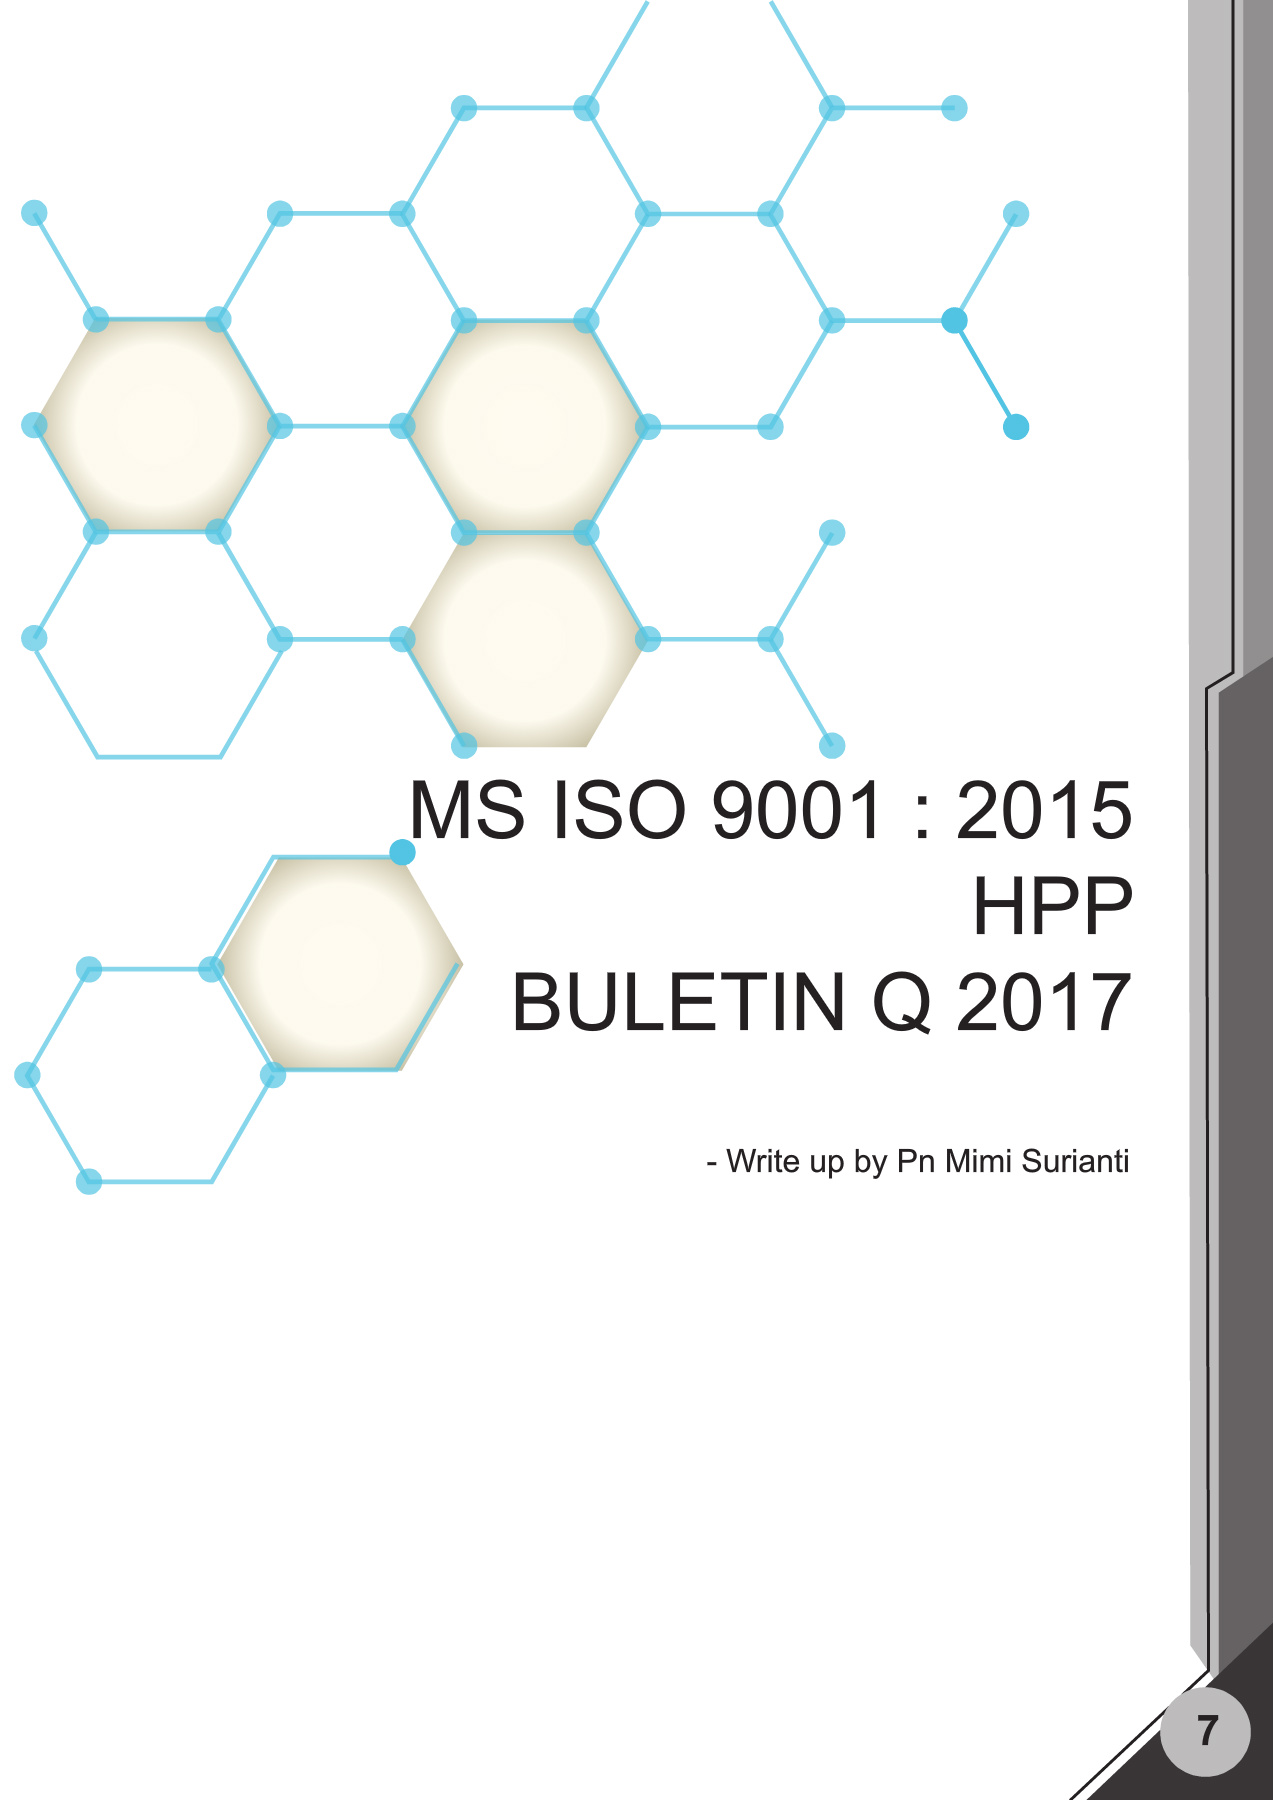 MS ISO 9001 : 2015
HPP
BULETIN Q 2017
- Write up by Pn Mimi Surianti
7